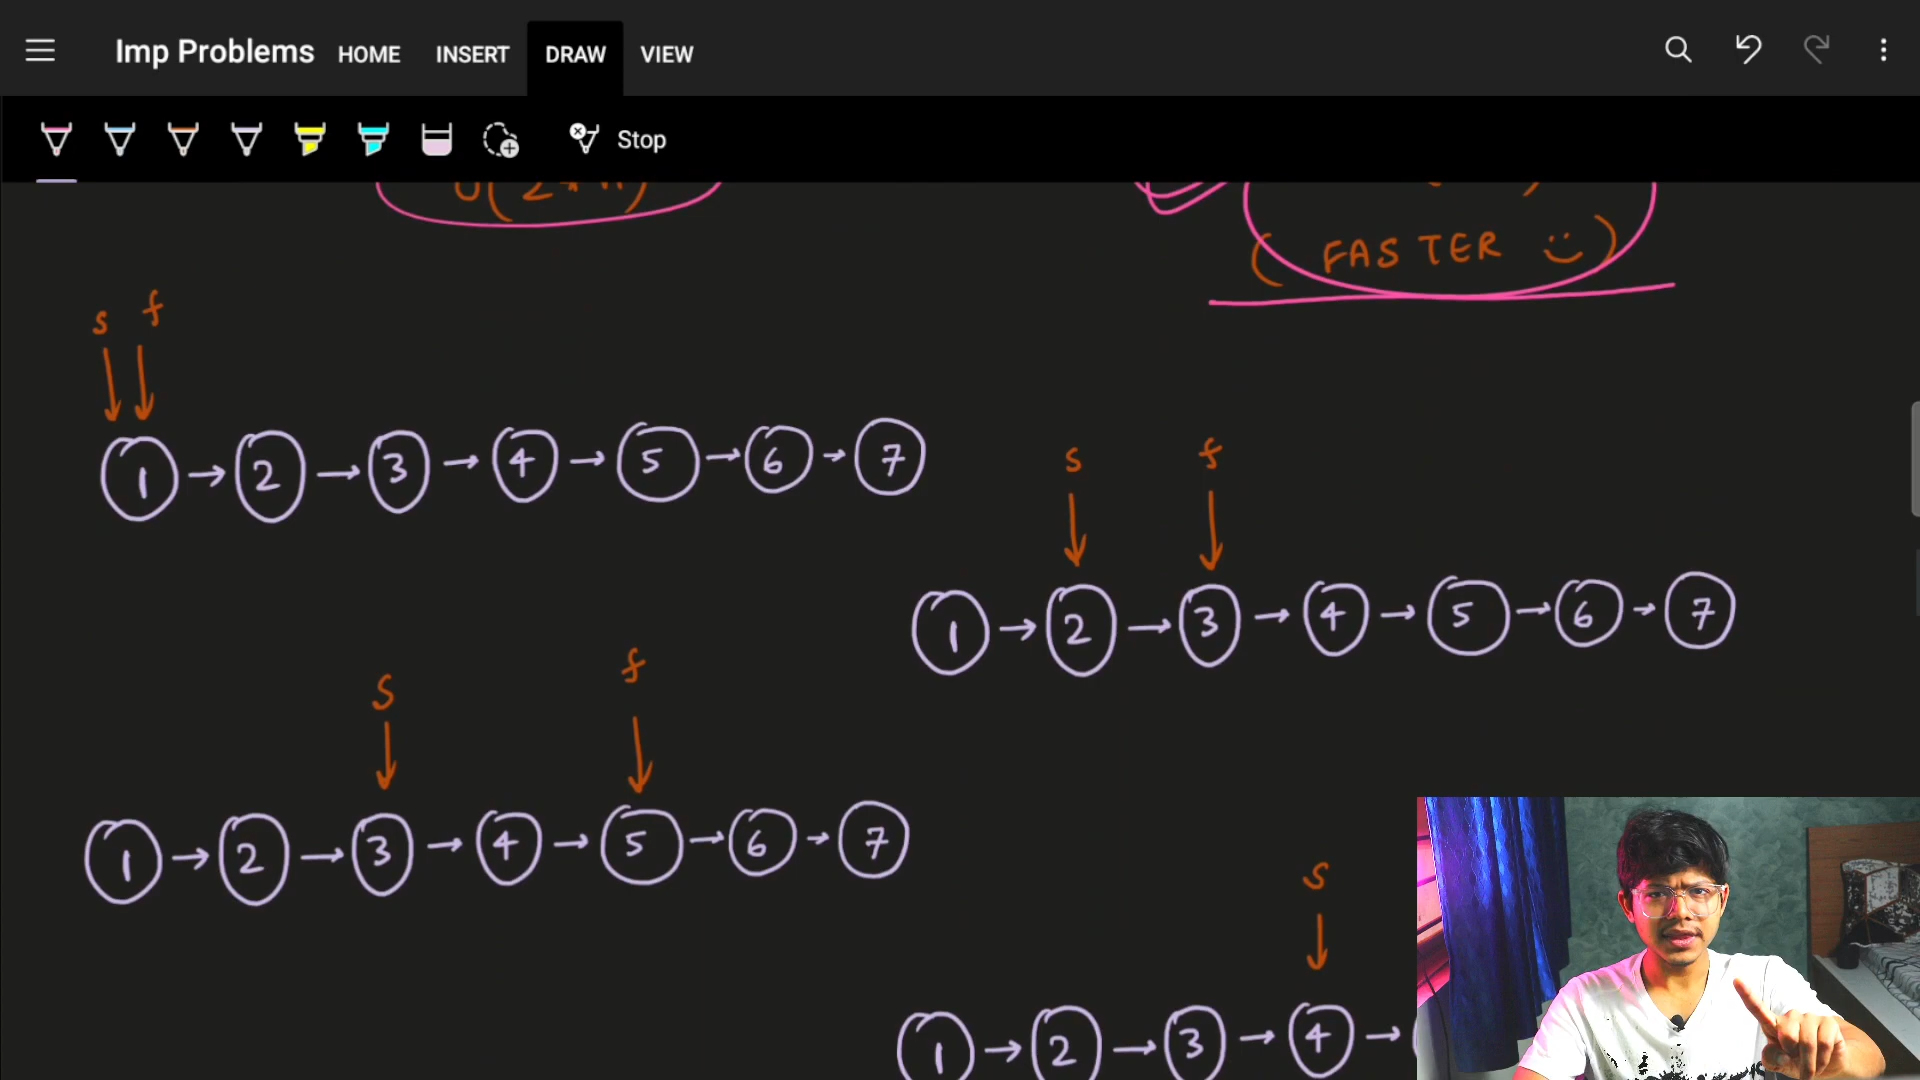 Imp Problems HOME INSERT DRAW VIEW
Stop
O(2*n)
( FASTER :) )
s f
1 → 2 → 3 → 4 → 5 → 6 → 7
s f
1 → 2 → 3 → 4 → 5 → 6 → 7
s f
1 → 2 → 3 → 4 → 5 → 6 → 7
s
1 → 2 → 3 → 4 →